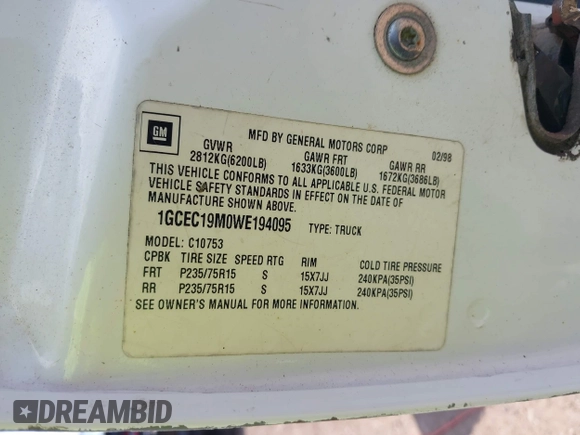 GM
MFD BY GENERAL MOTORS CORP 02/98
GVWR GAWR FRT GAWR RR
2812KG(6200LB) 1633KG(3600LB) 1672KG(3686LB)
THIS VEHICLE CONFORMS TO ALL APPLICABLE U.S. FEDERAL MOTOR
VEHICLE SAFETY STANDARDS IN EFFECT ON THE DATE OF
MANUFACTURE SHOWN ABOVE.
1GCEC19M0WE194095 TYPE: TRUCK
MODEL: C10753
CPBK TIRE SIZE SPEED RTG RIM COLD TIRE PRESSURE
FRT P235/75R15 S 15X7JJ 240KPA(35PSI)
RR P235/75R15 S 15X7JJ 240KPA(35PSI)
SEE OWNER'S MANUAL FOR MORE INFORMATION.
DREAMBID